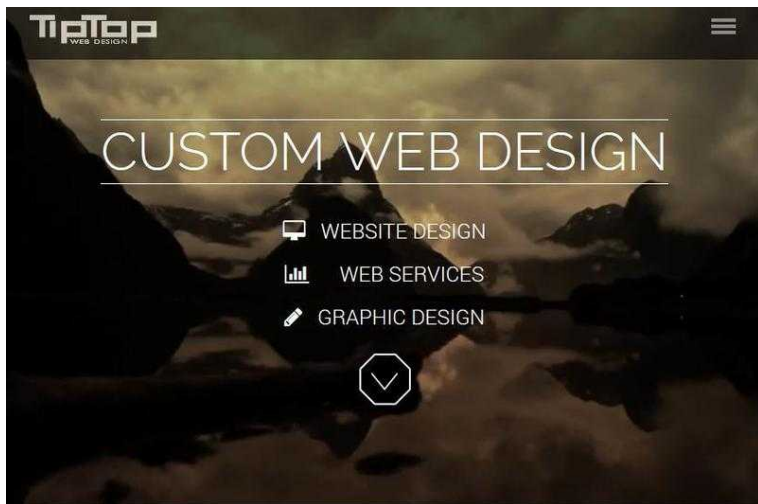 TipTop
WEB DESIGN
CUSTOM WEB DESIGN
WEBSITE DESIGN
WEB SERVICES
GRAPHIC DESIGN